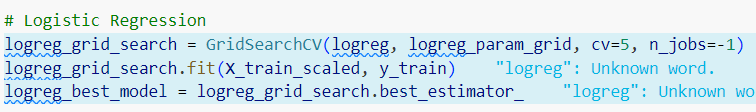 # Logistic Regression
logreg_grid_search = GridSearchCV(logreg, logreg_param_grid, cv=5, n_jobs=-1)
logreg_grid_search.fit(X_train_scaled, y_train)    "logreg": Unknown word.
logreg_best_model = logreg_grid_search.best_estimator_    "logreg": Unknown wo